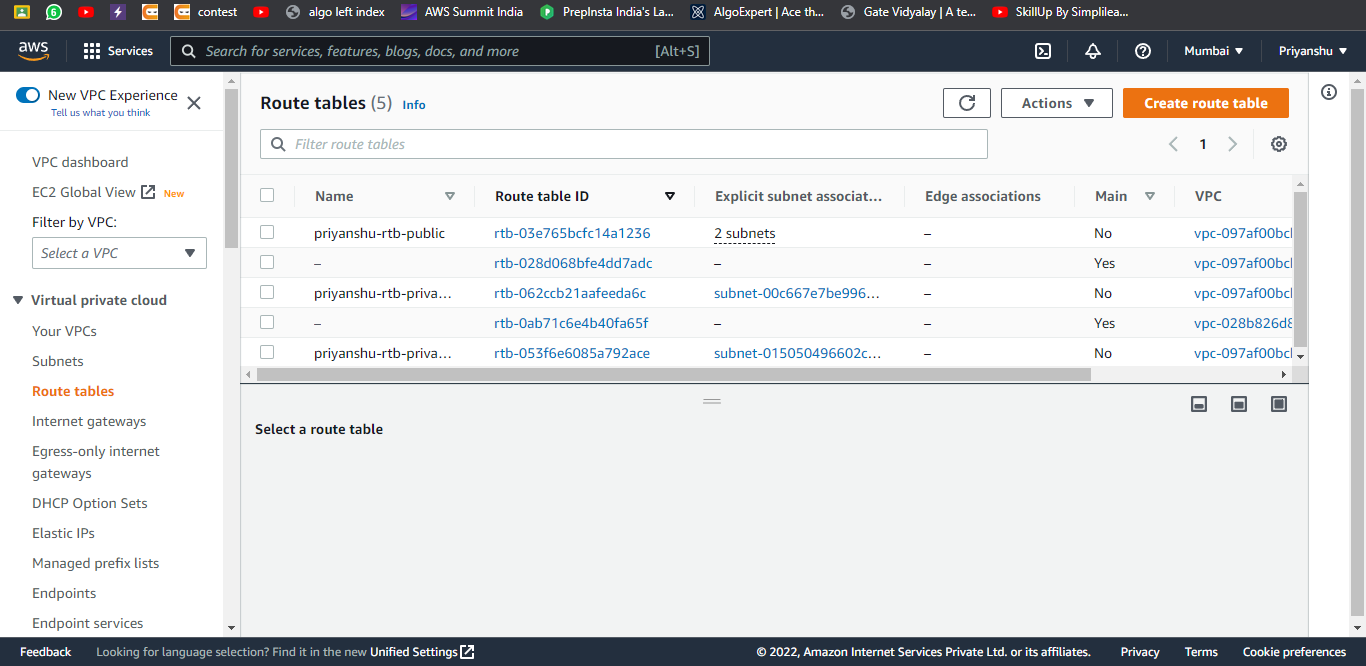 6
contest
algo left index
AWS Summit India
PrepInsta India's La...
AlgoExpert | Ace th...
Gate Vidyalay | A te...
SkillUp By Simplilea...
aws
Services
Search for services, features, blogs, docs, and more
[Alt+S]
Mumbai
Priyanshu
New VPC Experience
Tell us what you think
VPC dashboard
EC2 Global View New
Filter by VPC:
Select a VPC
Virtual private cloud
Your VPCs
Subnets
Route tables
Internet gateways
Egress-only internet
gateways
DHCP Option Sets
Elastic IPs
Managed prefix lists
Endpoints
Endpoint services
Route tables (5) Info
Actions
Create route table
Filter route tables
1
Name Route table ID Explicit subnet associat... Edge associations Main VPC
priyanshu-rtb-public rtb-03e765bcfc14a1236 2 subnets – No vpc-097af00bc
– rtb-028d068bfe4dd7adc – – Yes vpc-097af00bc
priyanshu-rtb-priva... rtb-062ccb21aafeeda6c subnet-00c667e7be996... – No vpc-097af00bc
– rtb-0ab71c6e4b40fa65f – – Yes vpc-028b826d8
priyanshu-rtb-priva... rtb-053f6e6085a792ace subnet-015050496602c... – No vpc-097af00bc
Select a route table
Feedback
Looking for language selection? Find it in the new Unified Settings
© 2022, Amazon Internet Services Private Ltd. or its affiliates.
Privacy
Terms
Cookie preferences